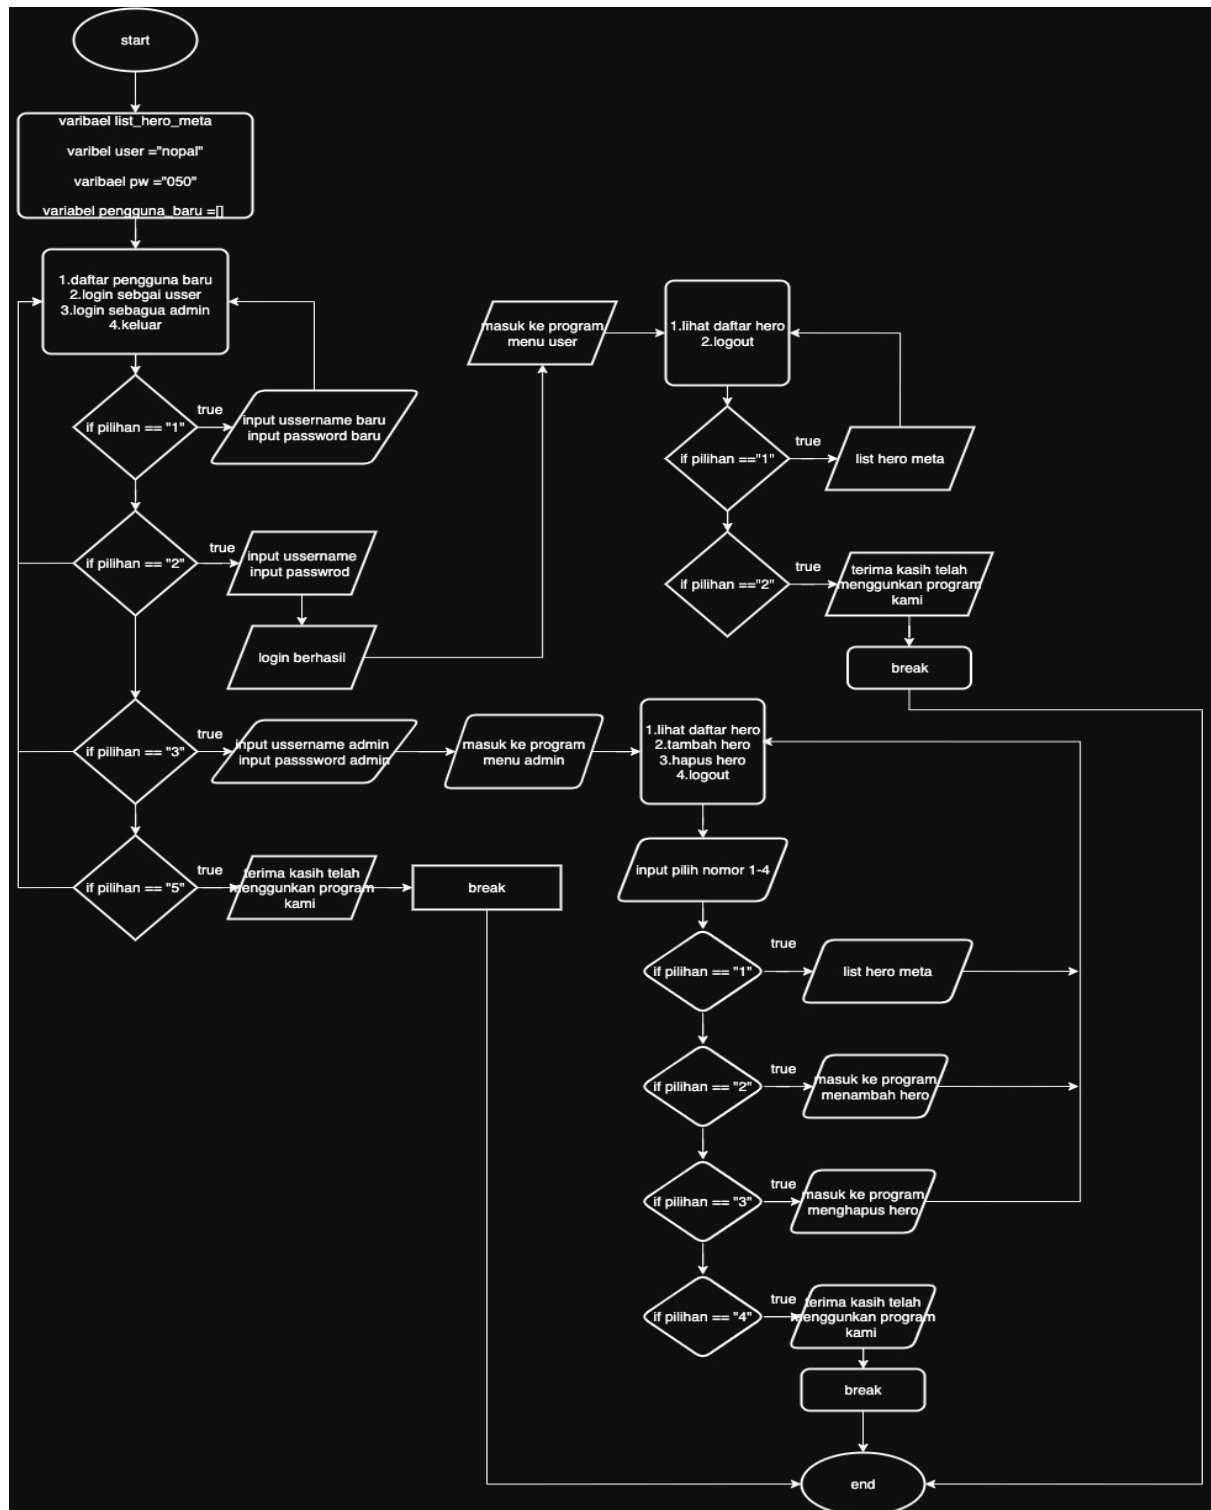 start
varibael list_hero_meta
varibel user ="nopal"
varibael pw ="050"
variabel pengguna_baru =[]
1.daftar pengguna baru
2.login sebgai usser
3.login sebagua admin
4.keluar
if pilihan == "1"
true
input ussername baru
input password baru
if pilihan == "2"
true
input ussername
input passwrod
login berhasil
masuk ke program
menu user
1.lihat daftar hero
2.logout
if pilihan =="1"
true
list hero meta
if pilihan =="2"
true
terima kasih telah
menggunkan program
kami
break
if pilihan == "3"
true
input ussername admin
input passsword admin
masuk ke program
menu admin
1.lihat daftar hero
2.tambah hero
3.hapus hero
4.logout
input pilih nomor 1-4
if pilihan == "5"
true
terima kasih telah
menggunkan program
kami
break
if pilihan == "1"
true
list hero meta
if pilihan == "2"
true
masuk ke program
menambah hero
if pilihan == "3"
true
masuk ke program
menghapus hero
if pilihan == "4"
true
terima kasih telah
menggunkan program
kami
break
end